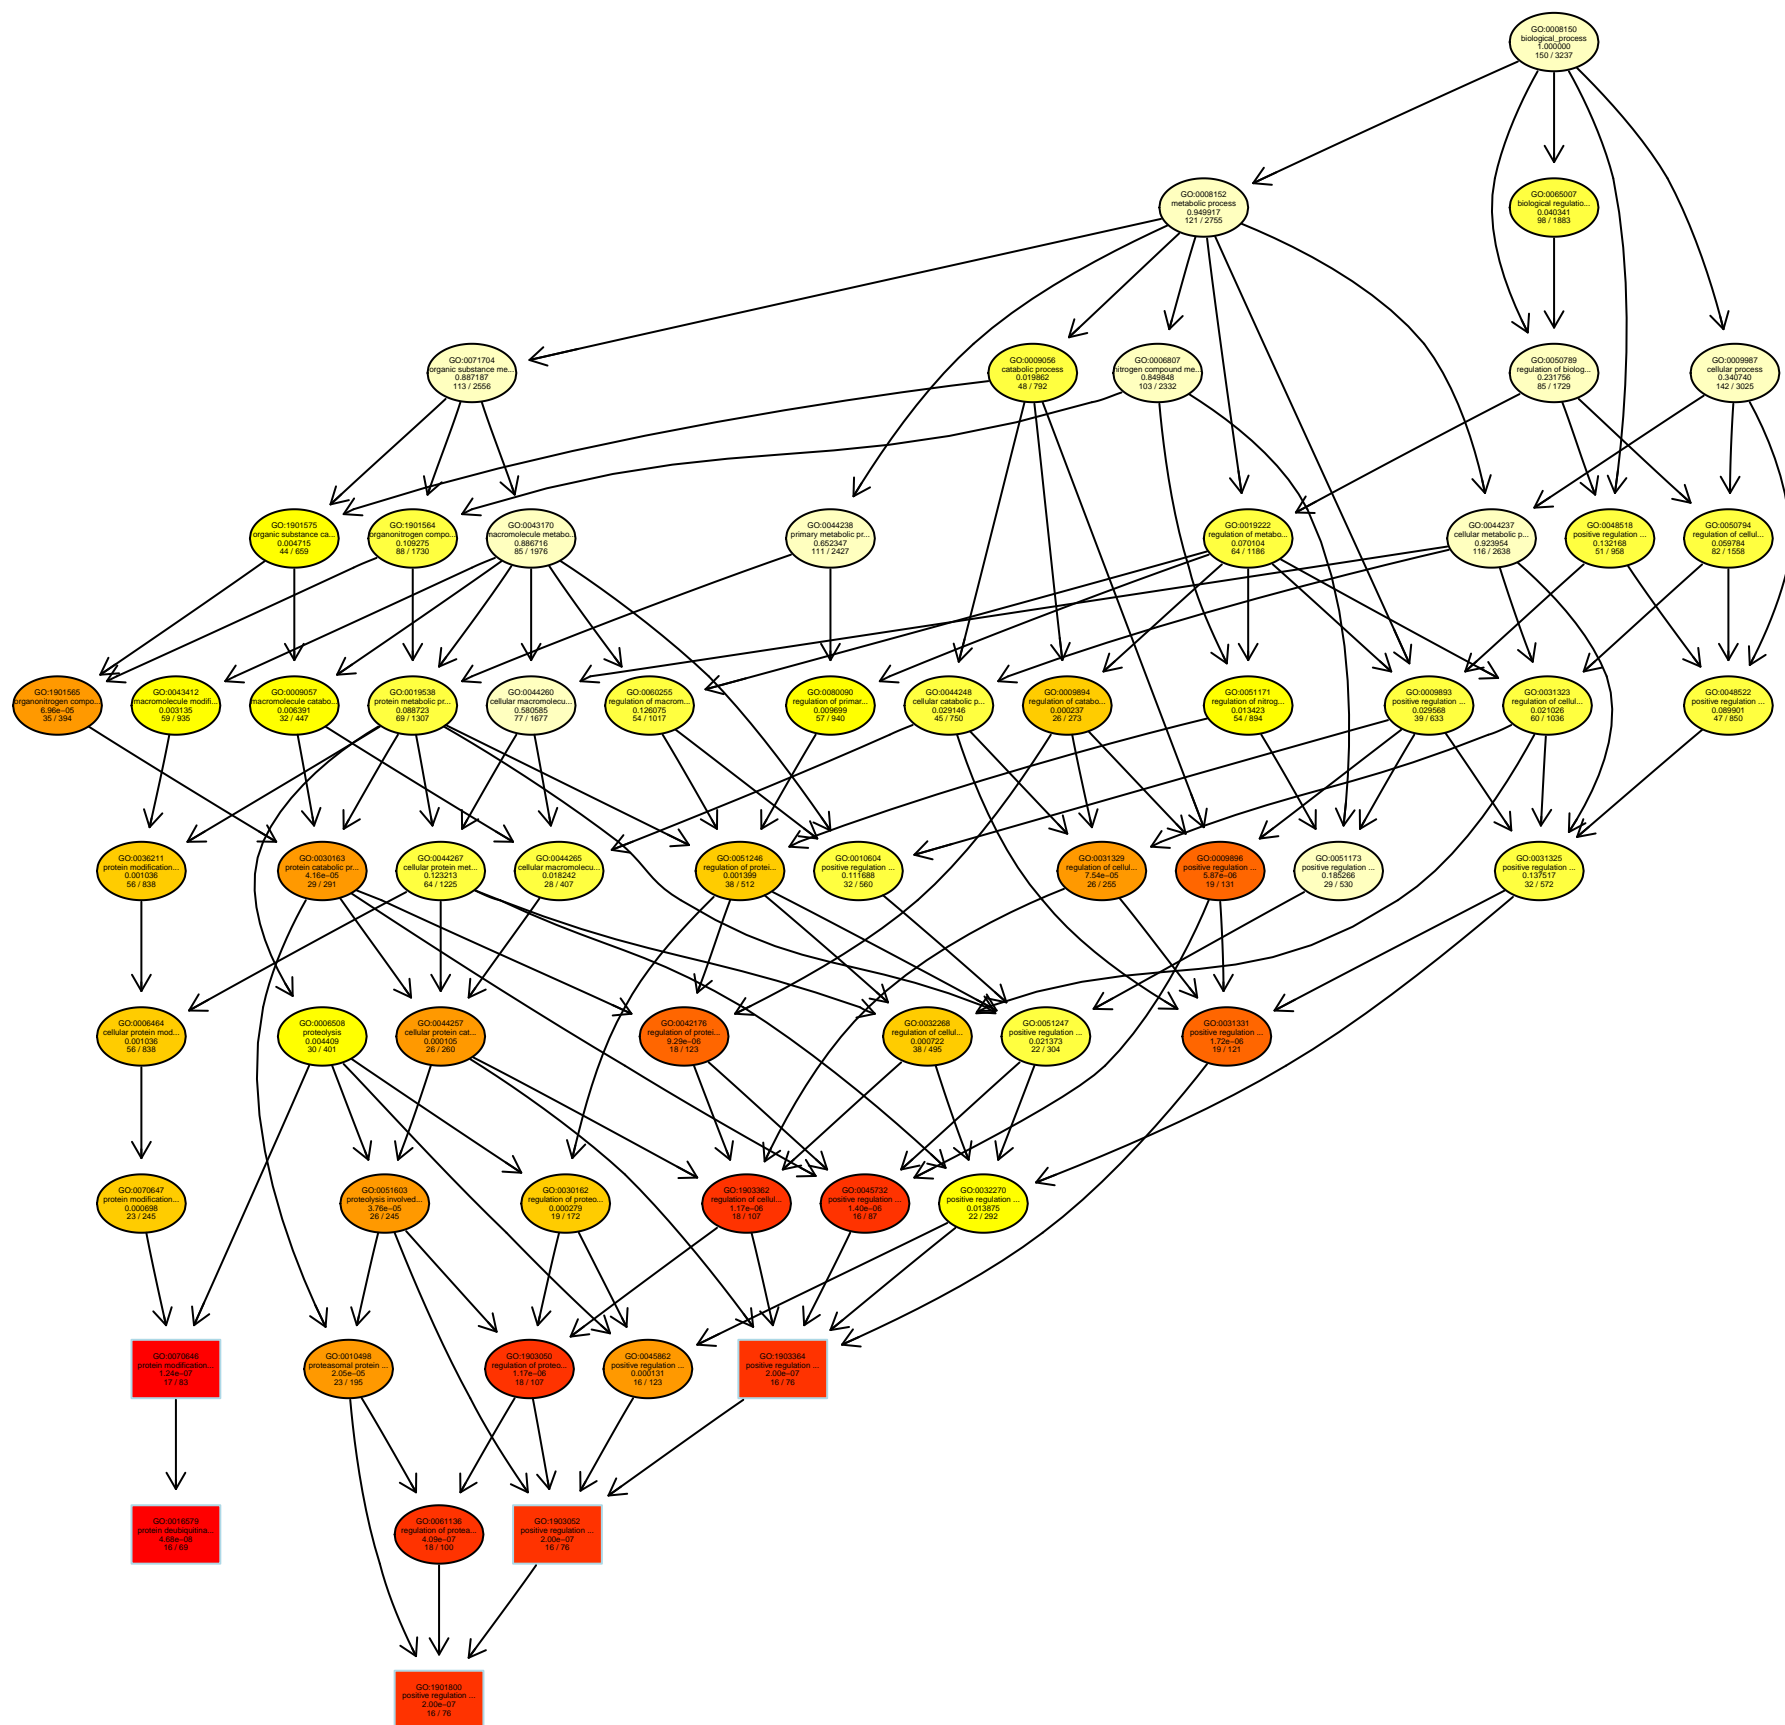 GO:0008150
biological_process
1.000000
150 / 3237
GO:0008152
metabolic process
0.949917
121 / 2755
GO:0065007
biological regulatio...
0.040341
98 / 1883
GO:0071704
organic substance me...
0.887187
113 / 2556
GO:0009056
catabolic process
0.019862
48 / 792
GO:0006807
nitrogen compound me...
0.849848
103 / 2332
GO:0050789
regulation of biolog...
0.231756
85 / 1729
GO:0009987
cellular process
0.340740
142 / 3025
GO:1901575
organic substance ca...
0.004715
44 / 659
GO:1901564
organonitrogen compo...
0.109275
88 / 1730
GO:0043170
macromolecule metabo...
0.886716
85 / 1976
GO:0044238
primary metabolic pr...
0.652347
111 / 2427
GO:0019222
regulation of metabo...
0.070104
64 / 1186
GO:0044237
cellular metabolic p...
0.923954
116 / 2638
GO:0048518
positive regulation ...
0.132168
51 / 958
GO:0050794
regulation of cellul...
0.059784
82 / 1558
GO:1901565
organonitrogen compo...
6.96e−05
35 / 394
GO:0043412
macromolecule modifi...
0.003135
59 / 935
GO:0009057
macromolecule catabo...
0.006391
32 / 447
GO:0019538
protein metabolic pr...
0.088723
69 / 1307
GO:0044260
cellular macromolecu...
0.580585
77 / 1677
GO:0060255
regulation of macrom...
0.126075
54 / 1017
GO:0080090
regulation of primar...
0.009699
57 / 940
GO:0044248
cellular catabolic p...
0.029146
45 / 750
GO:0009894
regulation of catabo...
0.000237
26 / 273
GO:0051171
regulation of nitrog...
0.013423
54 / 894
GO:0009893
positive regulation ...
0.029568
39 / 633
GO:0031323
regulation of cellul...
0.021026
60 / 1036
GO:0048522
positive regulation ...
0.089901
47 / 850
GO:0036211
protein modification...
0.001036
56 / 838
GO:0030163
protein catabolic pr...
4.16e−05
29 / 291
GO:0044267
cellular protein met...
0.123213
64 / 1225
GO:0044265
cellular macromolecu...
0.018242
28 / 407
GO:0051246
regulation of protei...
0.001399
38 / 512
GO:0010604
positive regulation ...
0.111688
32 / 560
GO:0031329
regulation of cellul...
7.54e−05
26 / 255
GO:0009896
positive regulation ...
5.87e−06
19 / 131
GO:0051173
positive regulation ...
0.185266
29 / 530
GO:0031325
positive regulation ...
0.137517
32 / 572
GO:0006464
cellular protein mod...
0.001036
56 / 838
GO:0006508
proteolysis
0.004409
30 / 401
GO:0044257
cellular protein cat...
0.000105
26 / 260
GO:0042176
regulation of protei...
9.29e−06
18 / 123
GO:0032268
regulation of cellul...
0.000722
38 / 495
GO:0051247
positive regulation ...
0.021373
22 / 304
GO:0031331
positive regulation ...
1.72e−06
19 / 121
GO:0070647
protein modification...
0.000698
23 / 245
GO:0051603
proteolysis involved...
3.76e−05
26 / 245
GO:0030162
regulation of proteo...
0.000279
19 / 172
GO:1903362
regulation of cellul...
1.17e−06
18 / 107
GO:0045732
positive regulation ...
1.40e−06
16 / 87
GO:0032270
positive regulation ...
0.013875
22 / 292
GO:0070646
protein modification...
1.24e−07
17 / 83
GO:0010498
proteasomal protein ...
2.05e−05
23 / 195
GO:1903050
regulation of proteo...
1.17e−06
18 / 107
GO:0045862
positive regulation ...
0.000131
16 / 123
GO:1903364
positive regulation ...
2.00e−07
16 / 76
GO:0016579
protein deubiquitina...
4.68e−08
16 / 69
GO:0061136
regulation of protea...
4.09e−07
18 / 100
GO:1903052
positive regulation ...
2.00e−07
16 / 76
GO:1901800
positive regulation ...
2.00e−07
16 / 76